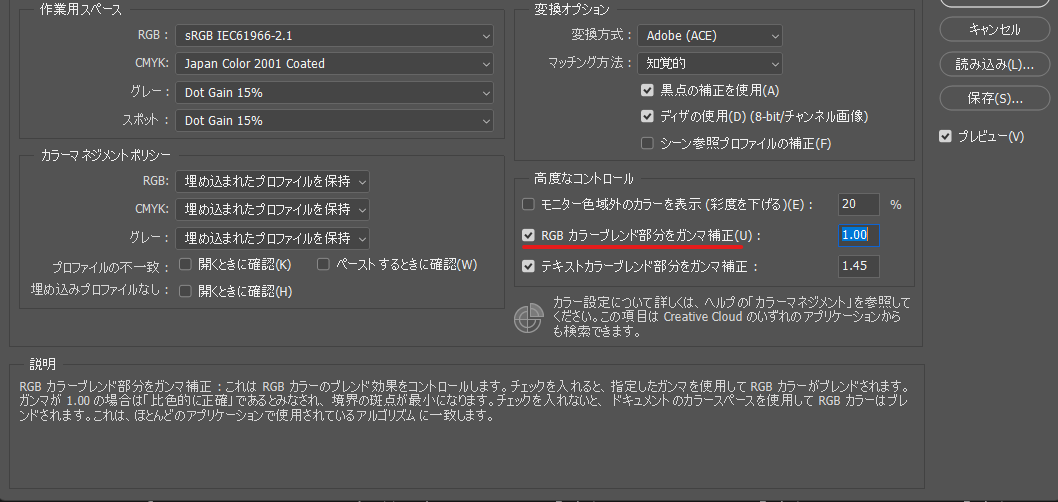 作業用スペース
RGB : sRGB IEC61966-2.1
CMYK: Japan Color 2001 Coated
グレー : Dot Gain 15%
スポット : Dot Gain 15%
カラーマネジメントポリシー
RGB: 埋め込まれたプロファイルを保持
CMYK: 埋め込まれたプロファイルを保持
グレー : 埋め込まれたプロファイルを保持
プロファイルの不一致 : 開くときに確認(K) ペーストするときに確認(W)
埋め込みプロファイルなし : 開くときに確認(H)
変換オプション
変換方式 : Adobe (ACE)
マッチング方法 : 知覚的
黒点の補正を使用(A)
ディザの使用(D) (8-bit/チャンネル画像)
シーン参照プロファイルの補正(F)
高度なコントロール
モニター色域外のカラーを表示 (彩度を下げる)(E) : 20 %
RGB カラーブレンド部分をガンマ補正(U) : 1.00
テキストカラーブレンド部分をガンマ補正 : 1.45
カラー設定について詳しくは、ヘルプの「カラーマネジメント」を参照して
ください。この項目は Creative Cloud のいずれのアプリケーションから
も検索できます。
キャンセル
読み込み(L)...
保存(S)...
プレビュー(V)
説明
RGB カラーブレンド部分をガンマ補正 : これは RGB カラーのブレンド効果をコントロールします。チェックを入れると、指定したガンマを使用して RGB カラーがブレンドされます。
ガンマが 1.00 の場合は「比色的に正確」であるとみなされ、境界の斑点が最小になります。チェックを入れないと、ドキュメントのカラースペースを使用して RGB カラーはブレ
ンドされます。これは、ほとんどのアプリケーションで使用されているアルゴリズムに一致します。